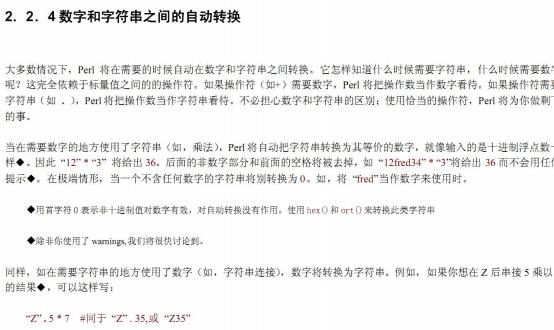 2．2．4 数字和字符串之间的自动转换
大多数情况下，Perl 将在需要的时候自动在数字和字符串之间转换。它怎样知道什么时候需要字符串，什么时候需要数字
呢？这完全依赖于标量值之间的的操作符。如果操作符（如+）需要数字，Perl 将把操作数当作数字看待。如果操作符需要
字符串（如 . ），Perl 将把操作数当作字符串看待。不必担心数字和字符串的区别；使用恰当的操作符，Perl 将为你做剩下
的事。
当在需要数字的地方使用了字符串（如，乘法），Perl 将自动把字符串转换为其等价的数字，就像输入的是十进制浮点数一
样◆。因此 “12” * “3” 将给出 36。后面的非数字部分和前面的空格将被去掉，如 “12fred34” * “3”将给出 36 而不会用任何
提示◆。在极端情形，当一个不含任何数字的字符串将别转换为 0。如，将 “fred”当作数字来使用时。
◆用首字符 0 表示非十进制值对数字有效，对自动转换没有作用。使用 hex()和 ort()来转换此类字符串
◆除非你使用了 warnings,我们将很快讨论到。
同样，如在需要字符串的地方使用了数字（如，字符串连接），数字将转换为字符串。例如，如果你想在 Z 后串接 5 乘以
的结果◆，可以这样写：
“Z” . 5 * 7 #同于 “Z” . 35,或 “Z35”